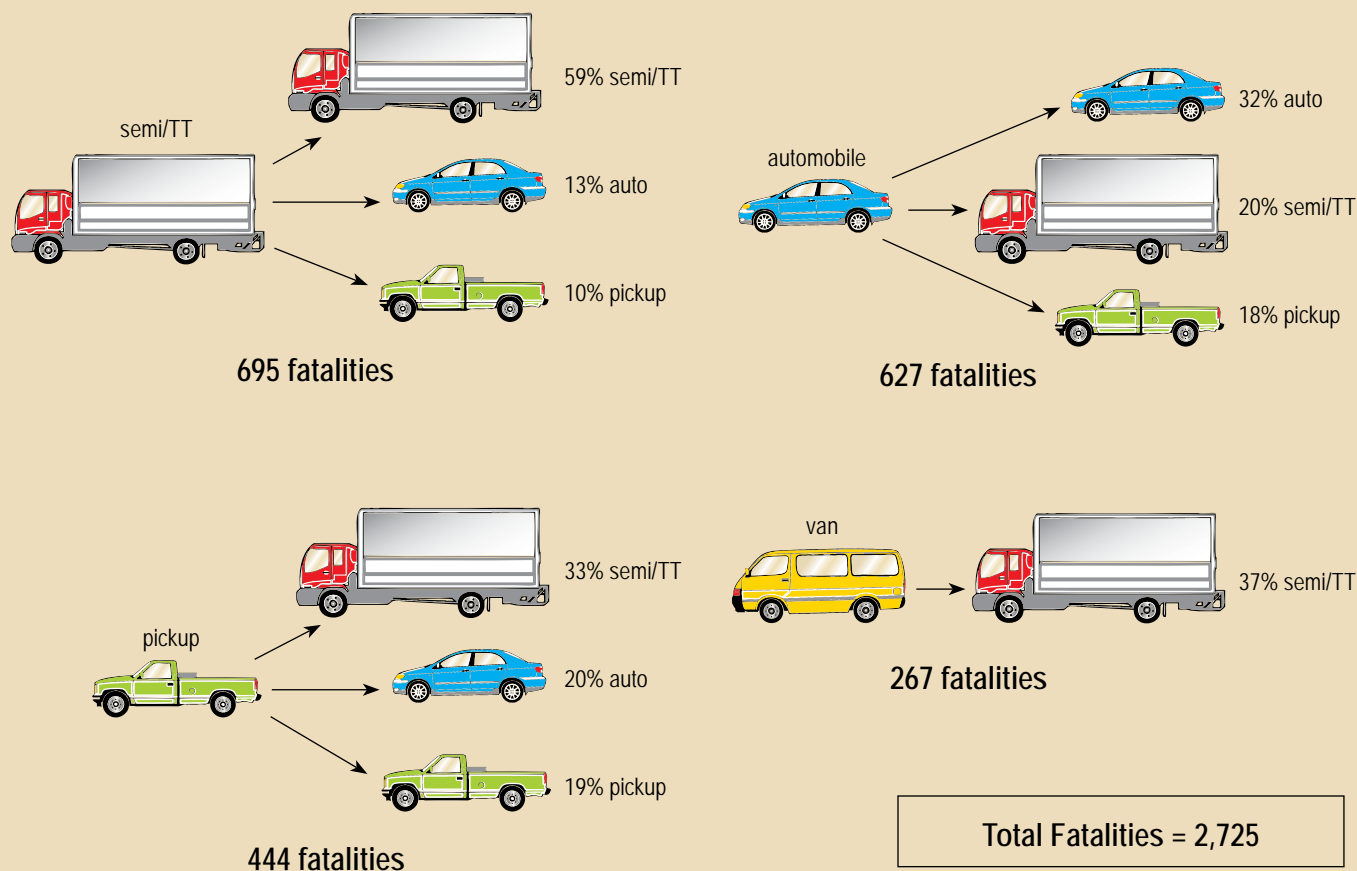 semi/TT
59% semi/TT
13% auto
10% pickup
695 fatalities
automobile
32% auto
20% semi/TT
18% pickup
627 fatalities
pickup
33% semi/TT
20% auto
19% pickup
444 fatalities
van
37% semi/TT
267 fatalities
Total Fatalities = 2,725